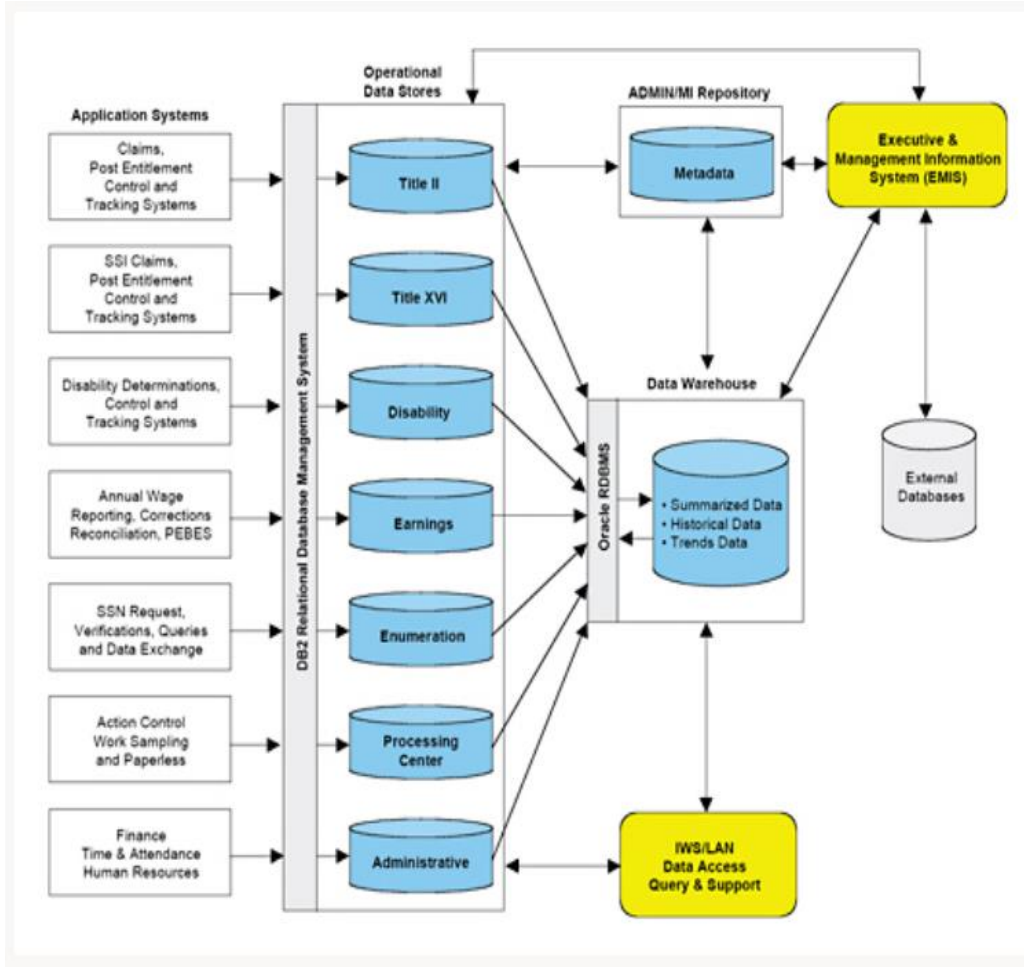 Operational
Data Stores
ADMIN/MI Repository
Application Systems
Executive &
Management Information
System (EMIS)
Claims,
Post Entitlement
Control and
Tracking Systems
Title II
Metadata
SSI Claims,
Post Entitlement
Control and
Tracking Systems
Title XVI
DB2 Relational Database Management System
Disability Determinations,
Control and
Tracking Systems
Disability
Data Warehouse
Oracle RDBMS
• Summarized Data
• Historical Data
• Trends Data
External
Databases
Annual Wage
Reporting, Corrections
Reconciliation, PEBES
Earnings
SSN Request,
Verifications, Queries
and Data Exchange
Enumeration
Action Control
Work Sampling
and Paperless
Processing
Center
Finance
Time & Attendance
Human Resources
Administrative
IWS/LAN
Data Access
Query & Support